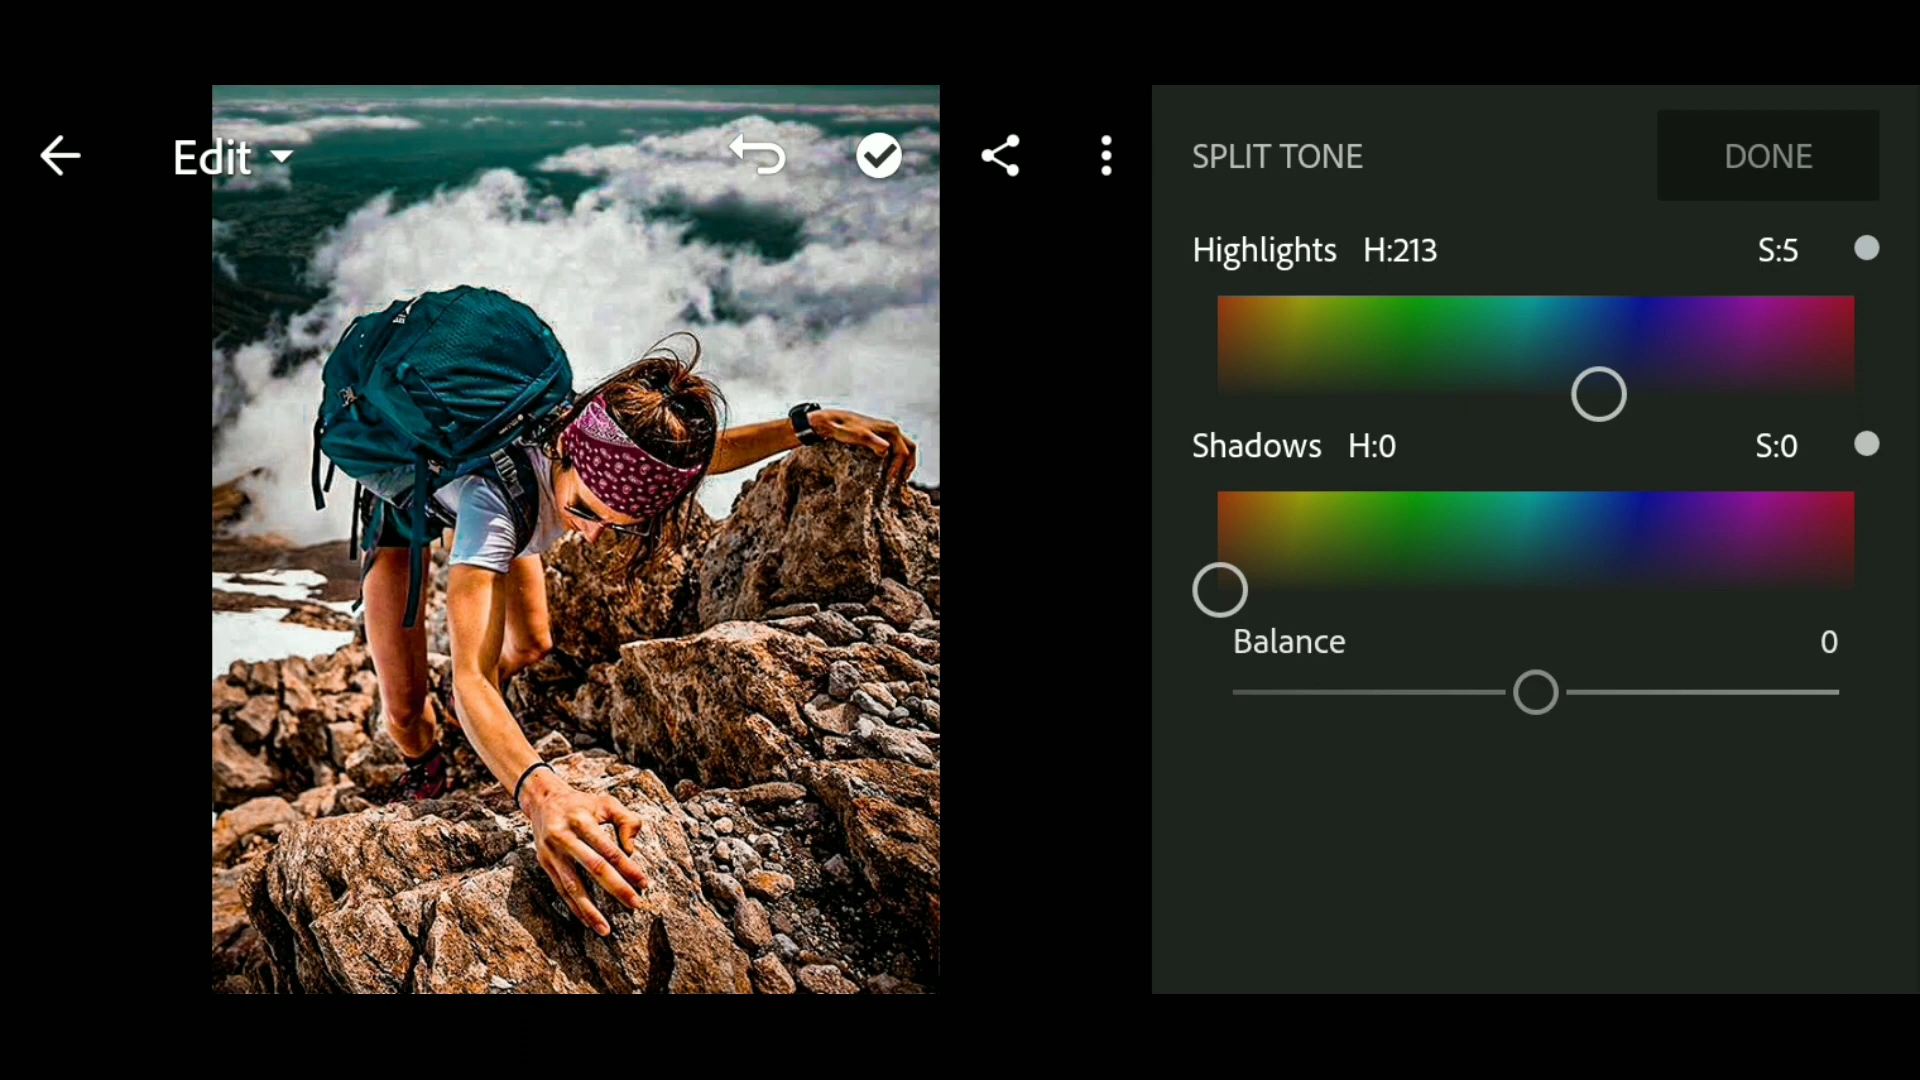 Edit
SPLIT TONE
DONE
Highlights H:213 S:5
Shadows H:0 S:0
Balance 0